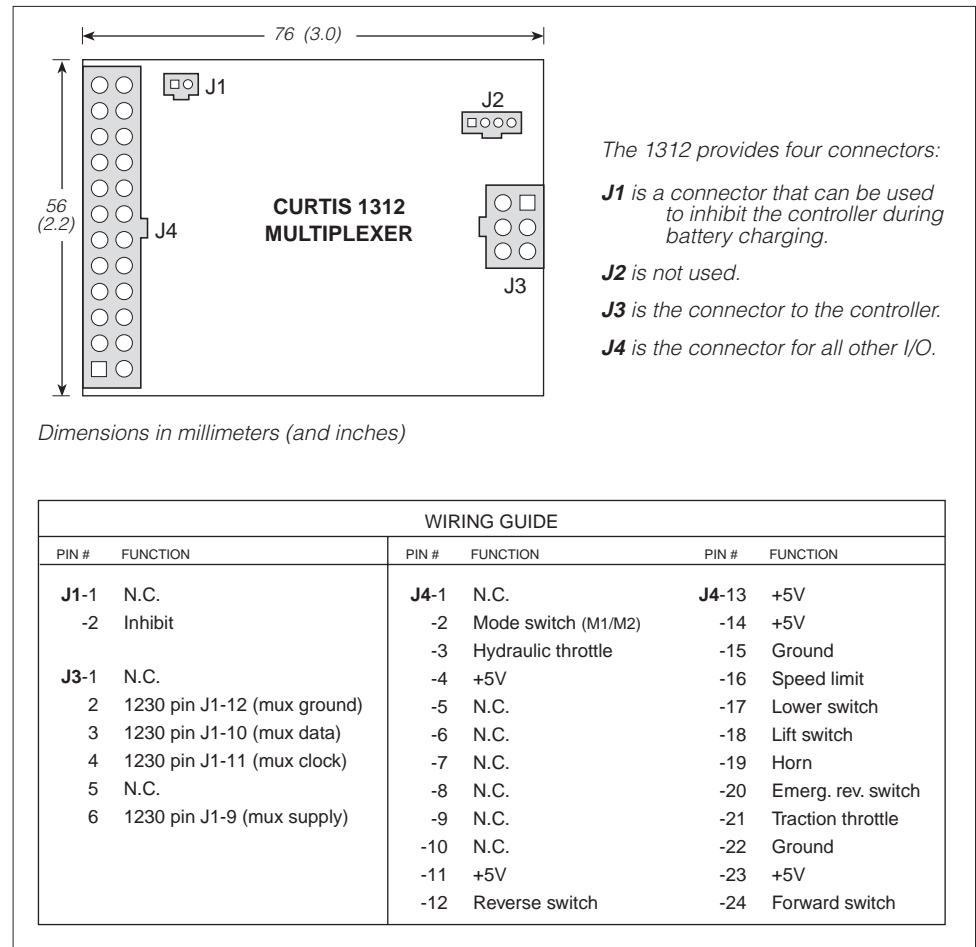 76 (3.0)
J1
J2
56
(2.2)
J4
CURTIS 1312
MULTIPLEXER
J3
The 1312 provides four connectors:
J1 is a connector that can be used
to inhibit the controller during
battery charging.
J2 is not used.
J3 is the connector to the controller.
J4 is the connector for all other I/O.
Dimensions in millimeters (and inches)
WIRING GUIDE
PIN # FUNCTION PIN # FUNCTION PIN # FUNCTION
J1-1 N.C. J4-1 N.C. J4-13 +5V
-2 Inhibit -2 Mode switch (M1/M2) -14 +5V
-3 Hydraulic throttle -15 Ground
J3-1 N.C. -4 +5V -16 Speed limit
2 1230 pin J1-12 (mux ground) -5 N.C. -17 Lower switch
3 1230 pin J1-10 (mux data) -6 N.C. -18 Lift switch
4 1230 pin J1-11 (mux clock) -7 N.C. -19 Horn
5 N.C. -8 N.C. -20 Emerg. rev. switch
6 1230 pin J1-9 (mux supply) -9 N.C. -21 Traction throttle
-10 N.C. -22 Ground
-11 +5V -23 +5V
-12 Reverse switch -24 Forward switch